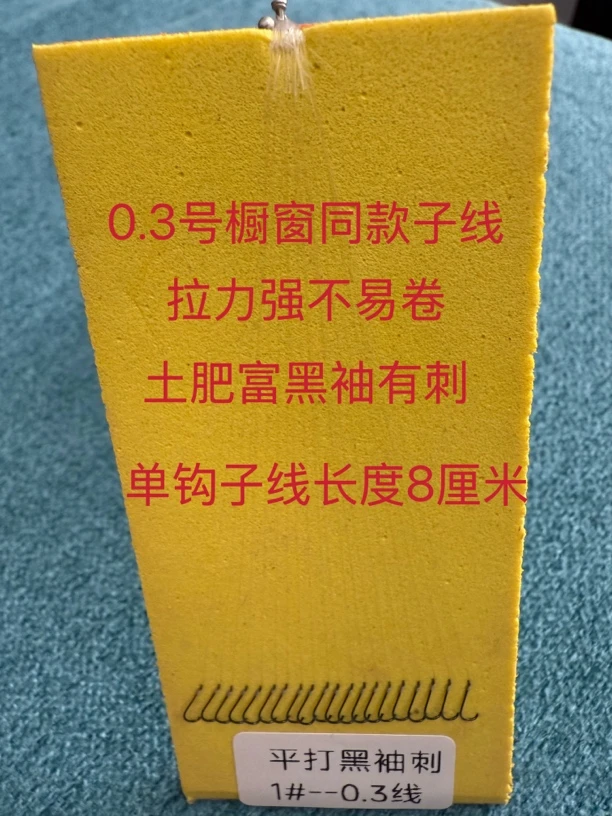 0.3号橱窗同款子线
拉力强不易卷
土肥富黑袖有刺
单钩子线长度8厘米
平打黑袖刺
1#--0.3线